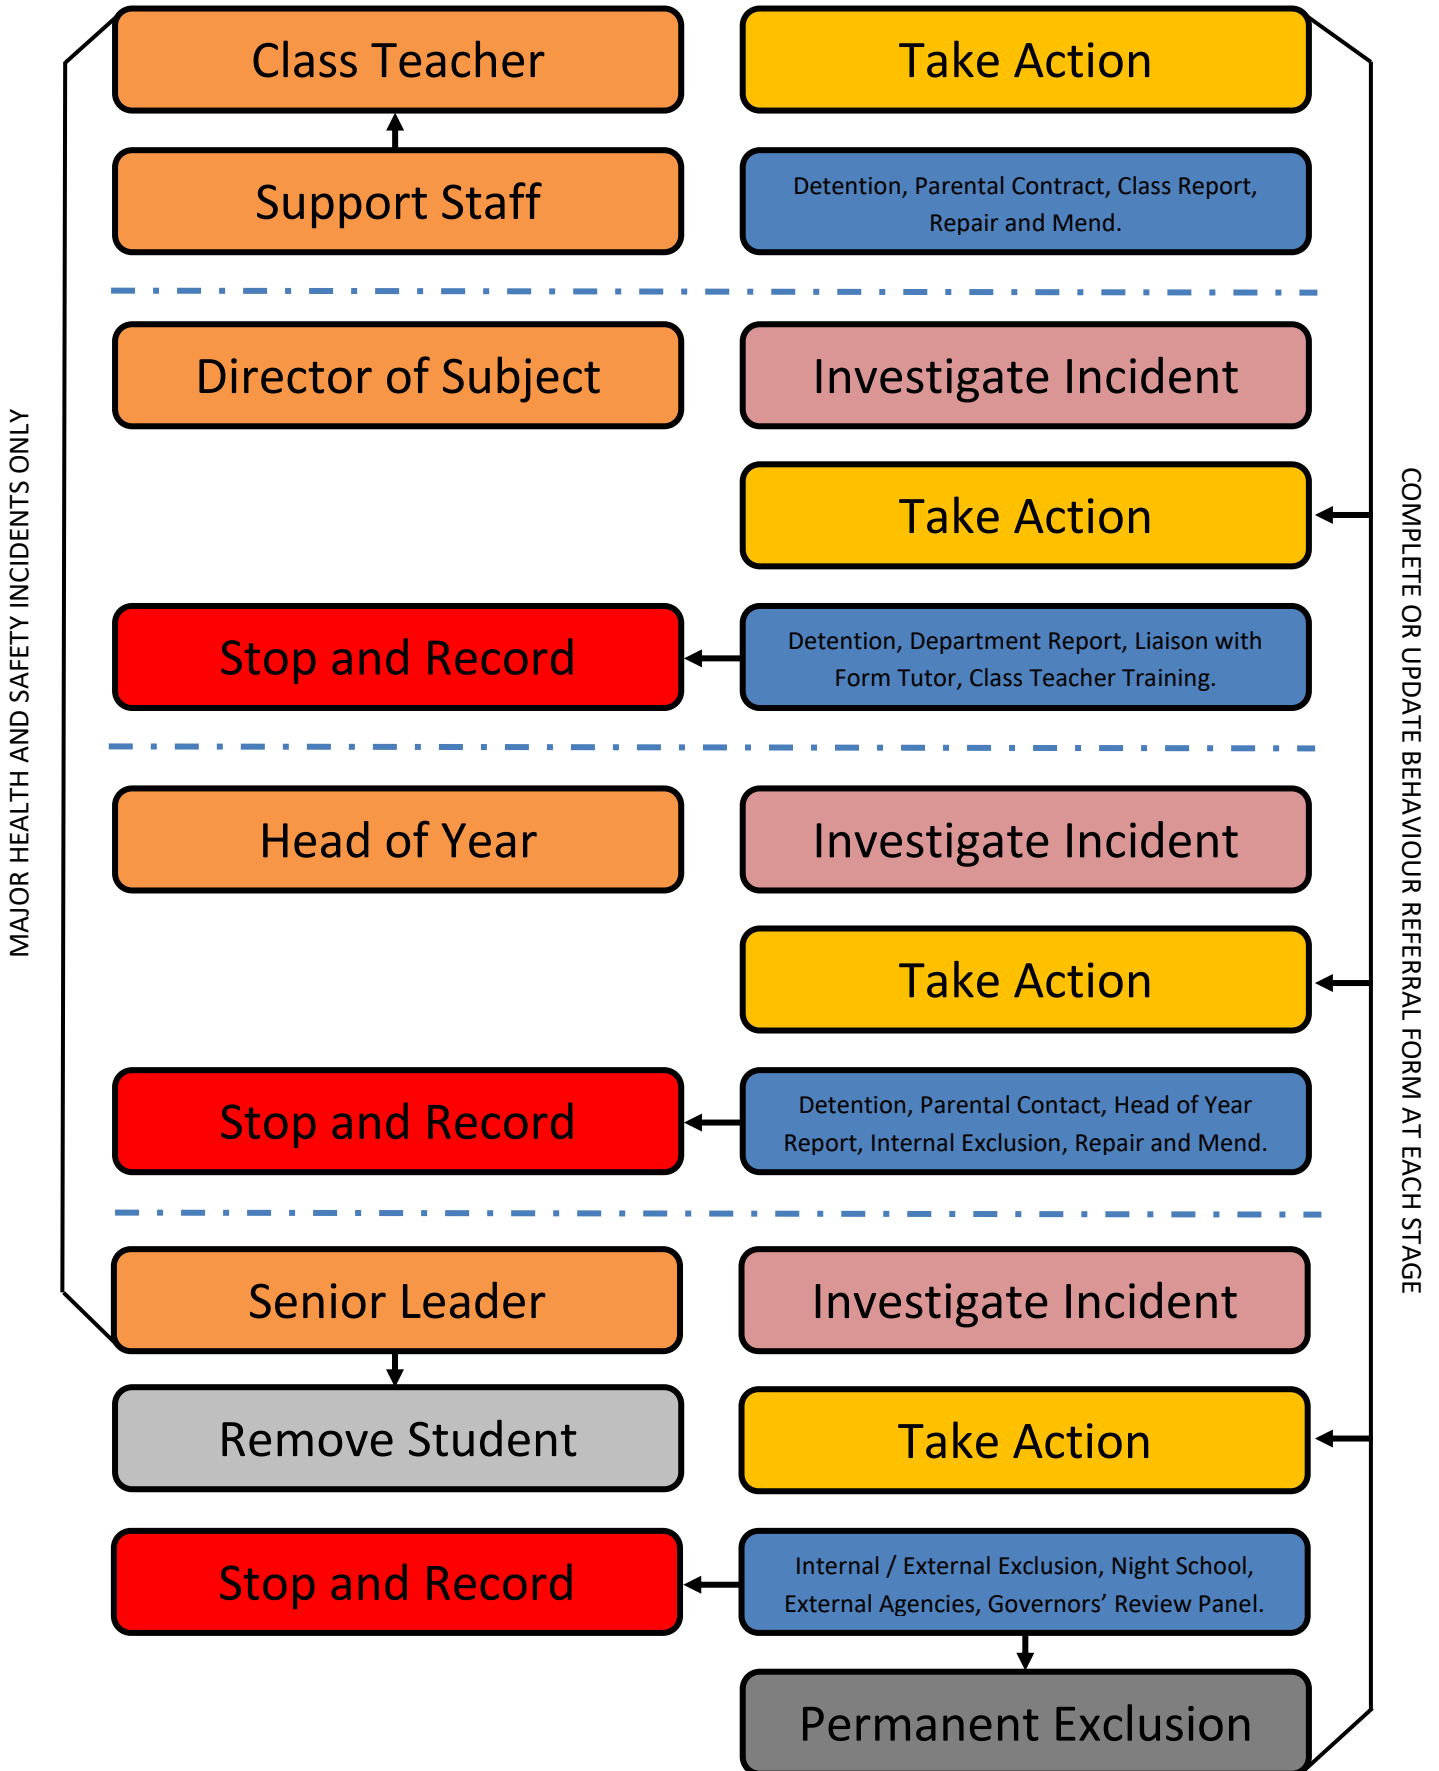 Class Teacher
Take Action
Support Staff
Detention, Parental Contract, Class Report,
Repair and Mend.
Director of Subject
Investigate Incident
Take Action
Stop and Record
Detention, Department Report, Liaison with
Form Tutor, Class Teacher Training.
Head of Year
Investigate Incident
Take Action
Stop and Record
Detention, Parental Contact, Head of Year
Report, Internal Exclusion, Repair and Mend.
Senior Leader
Investigate Incident
Remove Student
Take Action
Stop and Record
Internal / External Exclusion, Night School,
External Agencies, Governors’ Review Panel.
Permanent Exclusion
MAJOR HEALTH AND SAFETY INCIDENTS ONLY
COMPLETE OR UPDATE BEHAVIOUR REFERRAL FORM AT EACH STAGE